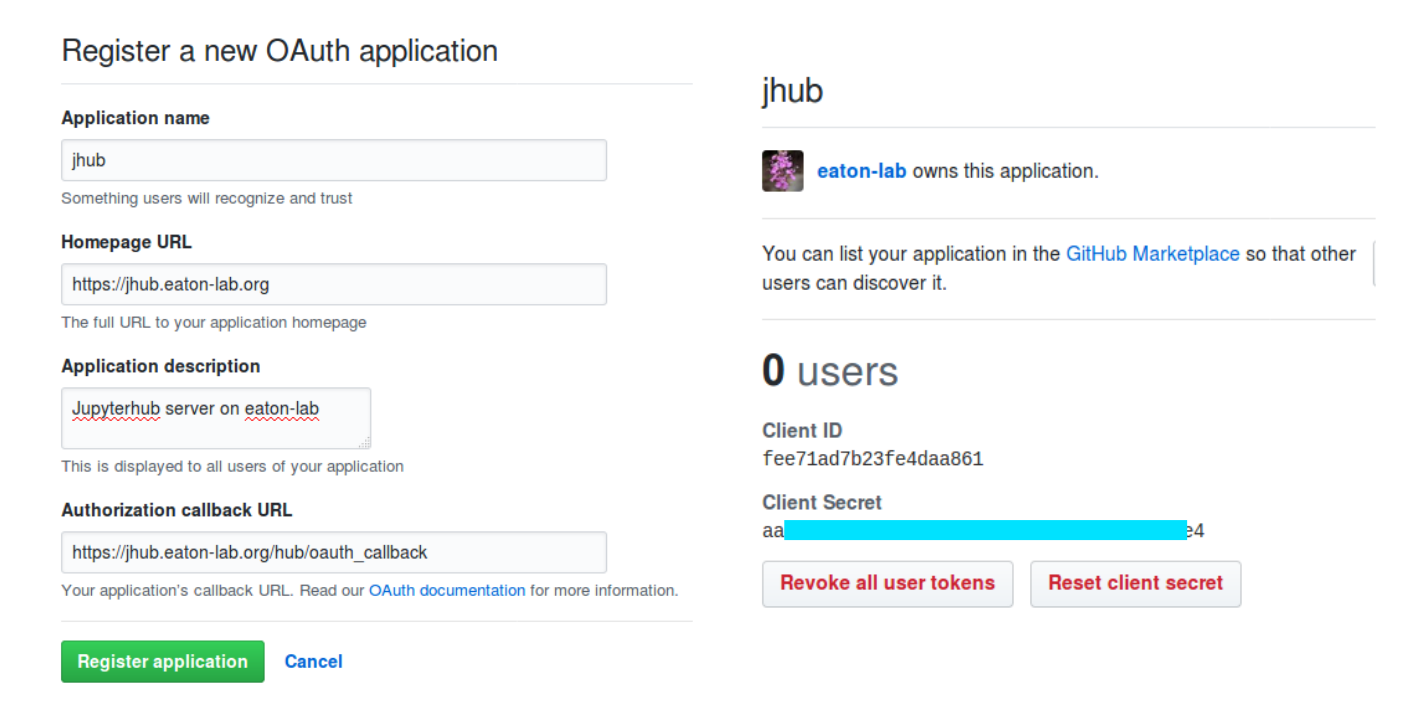 Register a new OAuth application
Application name
jhub
Something users will recognize and trust
Homepage URL
https://jhub.eaton-lab.org
The full URL to your application homepage
Application description
Jupyterhub server on eaton-lab
This is displayed to all users of your application
Authorization callback URL
https://jhub.eaton-lab.org/hub/oauth_callback
Your application's callback URL. Read our OAuth documentation for more information.
Register application Cancel
jhub
eaton-lab owns this application.
You can list your application in the GitHub Marketplace so that other
users can discover it.
0 users
Client ID
fee71ad7b23fe4daa861
Client Secret
aa e4
Revoke all user tokens Reset client secret